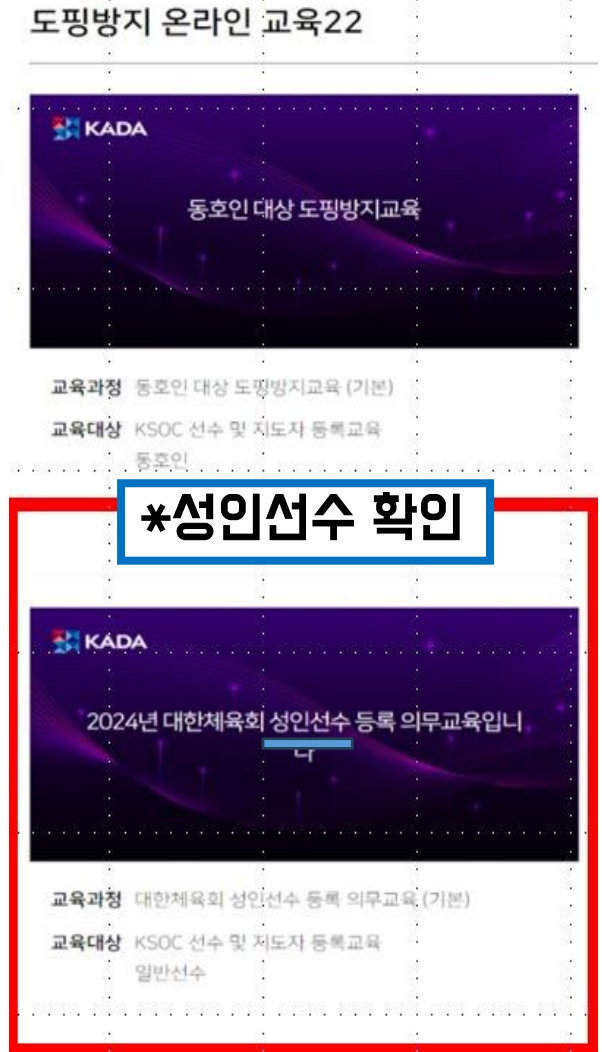 도핑방지 온라인 교육22
KADA
동호인 대상 도핑방지교육
교육과정 동호인 대상 도핑방지교육 (기본)
교육대상 KSOC 선수 및 지도자 등록교육
동호인
*성인선수 확인
KADA
2024년 대한체육회 성인선수 등록 의무교육입니
다
교육과정 대한체육회 성인선수 등록 의무교육 (기본)
교육대상 KSOC 선수 및 지도자 등록교육
일반선수